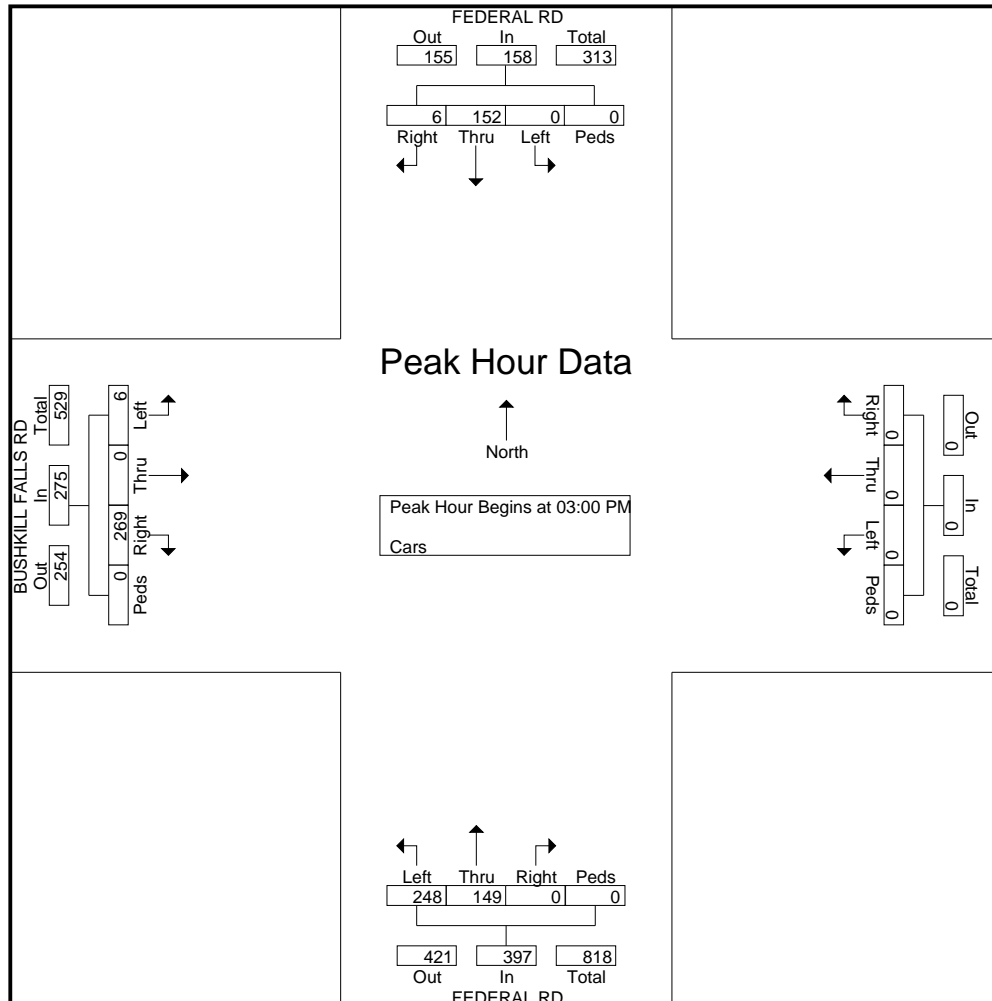 FEDERAL RD
Out In Total
155 158 313
6 152 0 0
Right Thru Left Peds
Peak Hour Data
North
Peak Hour Begins at 03:00 PM
Cars
BUSHKILL FALLS RD
Out In Total
254 275 529
0 269 0 6
Peds Right Thru Left
Out In Total
0 0 0
Right Thru Left Peds
0 0 0 0
Left Thru Right Peds
248 149 0 0
421 397 818
Out In Total
FEDERAL RD